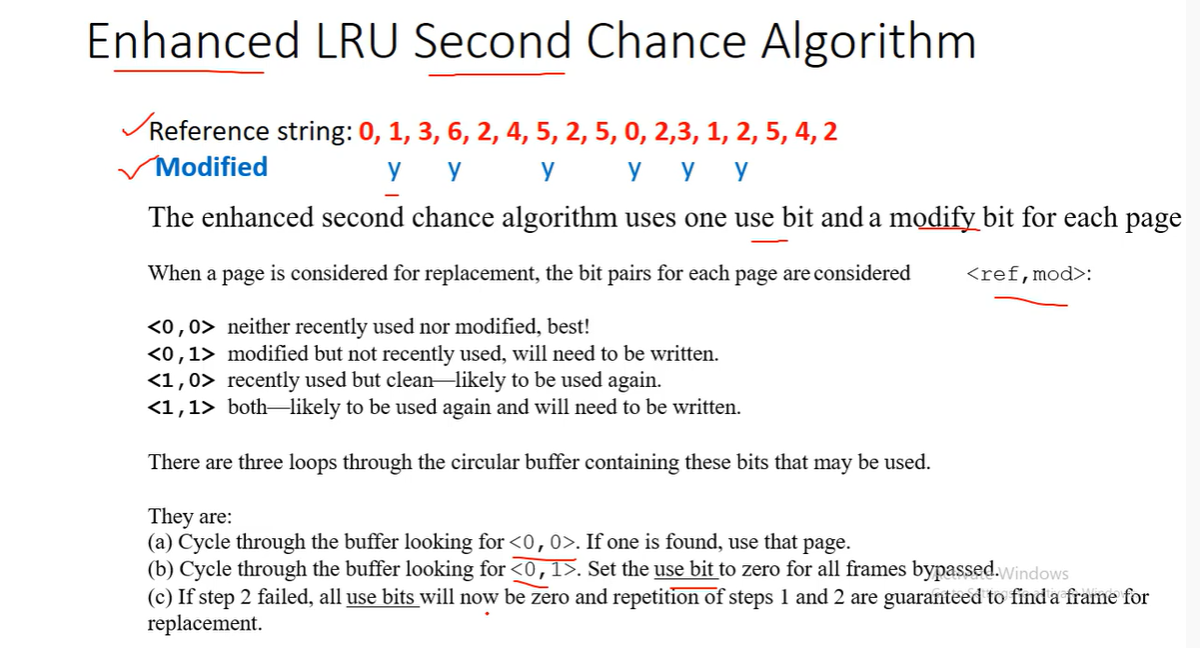 Enhanced LRU Second Chance Algorithm
Reference string: 0, 1, 3, 6, 2, 4, 5, 2, 5, 0, 2,3, 1, 2, 5, 4, 2
Modified y y y y y y
The enhanced second chance algorithm uses one use bit and a modify bit for each page
When a page is considered for replacement, the bit pairs for each page are considered <ref,mod>:
<0,0> neither recently used nor modified, best!
<0,1> modified but not recently used, will need to be written.
<1,0> recently used but clean—likely to be used again.
<1,1> both—likely to be used again and will need to be written.
There are three loops through the circular buffer containing these bits that may be used.
They are:
(a) Cycle through the buffer looking for <0, 0>. If one is found, use that page.
(b) Cycle through the buffer looking for <0, 1>. Set the use bit to zero for all frames bypassed.
Activate Windows
(c) If step 2 failed, all use bits will now be zero and repetition of steps 1 and 2 are guaranteed to find a frame for
replacement.